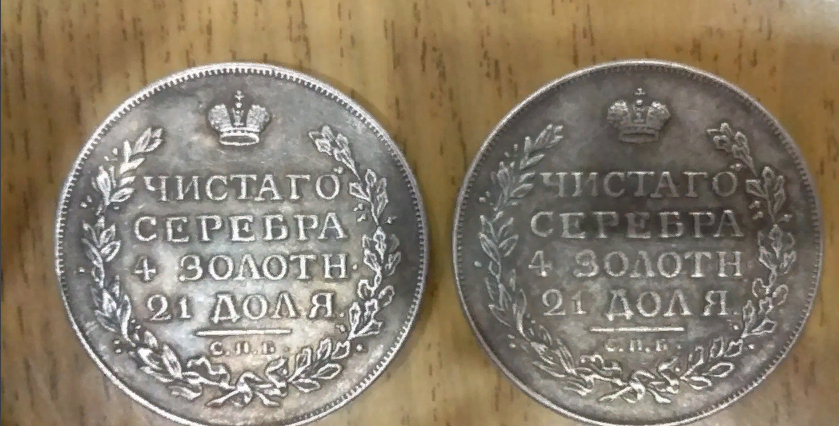 ЧИСТАГО
СЕРЕБРА
4 ЗОЛОТН.
21 ДОЛЯ.
С.П.Б.
ЧИСТАГО
СЕРЕБРА
4 ЗОЛОТН
21 ДОЛЯ.
С.П.Б.